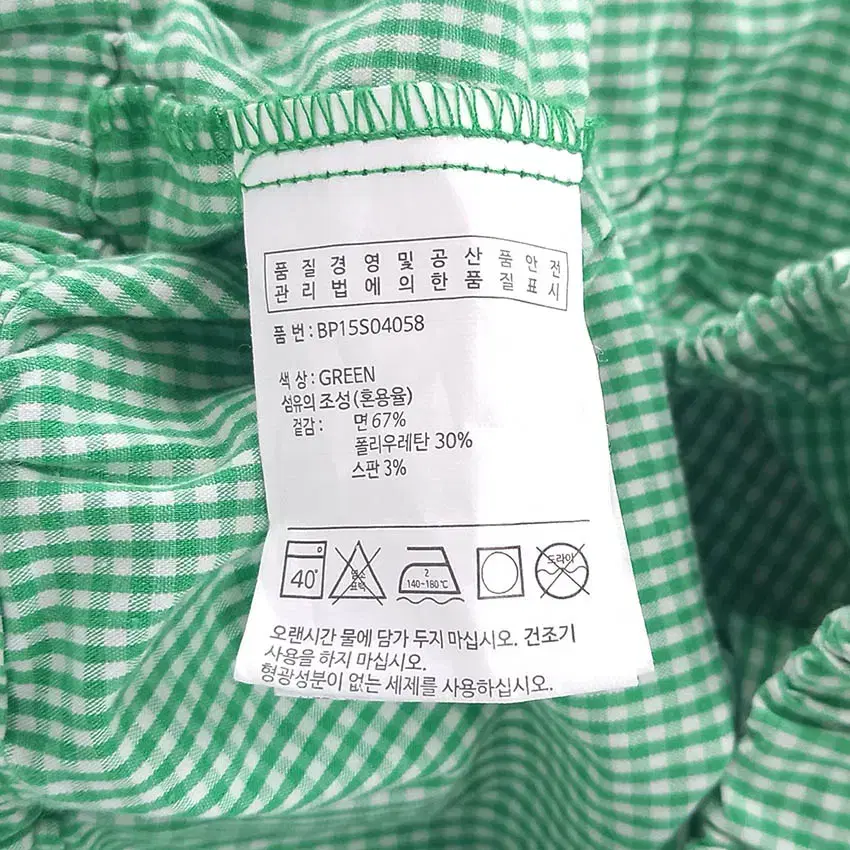 품질경영및공산품안전
관리법에의한품질표시
품 번 : BP15S04058
색 상 : GREEN
섬유의 조성 (혼용율)
겉감 : 면 67%
폴리우레탄 30%
스판 3%
40°
염소
표백
2
140~180℃
드라이
오랜시간 물에 담가 두지 마십시오. 건조기
사용을 하지 마십시오.
형광성분이 없는 세제를 사용하십시오.